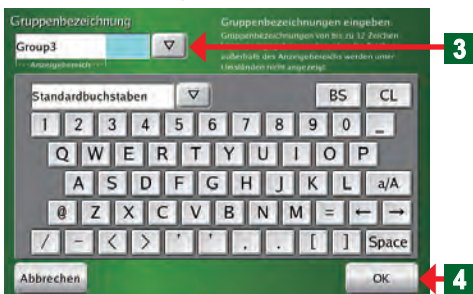 Gruppenbezeichnung
Gruppenbezeichnungen eingeben
Gruppenbezeichnungen von bis zu 12 Zeichen
Group3
außerhalb des Anzeigebereichs werden unter
Umständen nicht angezeigt.
Anzeigebereich
3
Standardbuchstaben
BS CL
1 2 3 4 5 6 7 8 9 0 _
Q W E R T Y U I O P
A S D F G H J K L a/A
@ Z X C V B N M = ← →
/ - < > ' ' , . [ ] Space
Abbrechen
OK
4